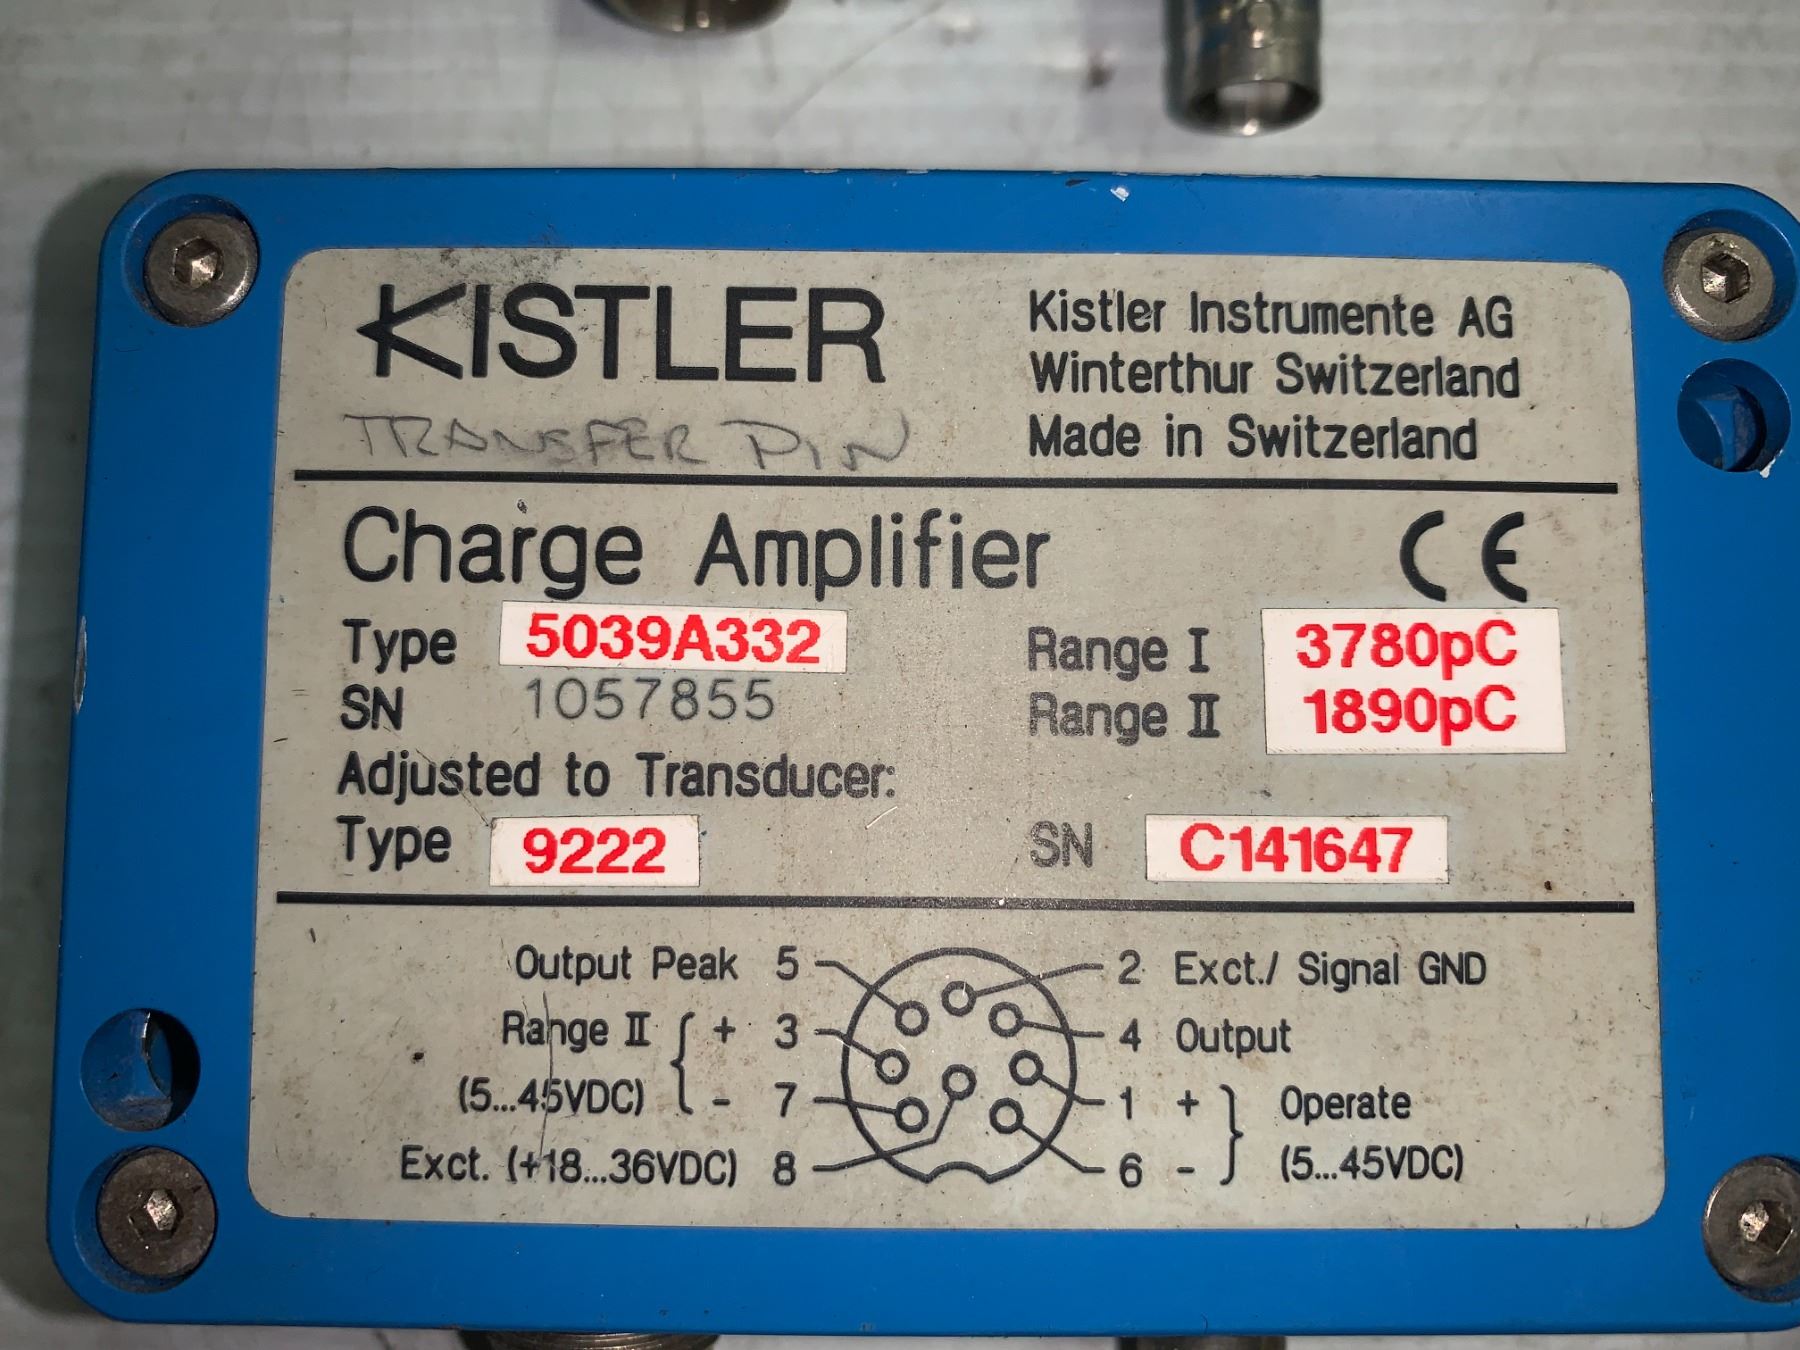 KISTLER
TRANSFER PIN
Kistler Instrumente AG
Winterthur Switzerland
Made in Switzerland
Charge Amplifier CE
Type 5039A332
SN 1057855
Range I 3780pC
Range II 1890pC
Adjusted to Transducer:
Type 9222 SN C141647
Output Peak 5 2 Exct./ Signal GND
Range II + 3 4 Output
(5...45VDC) - 7 1 + Operate
Exct. (+18...36VDC) 8 6 - (5...45VDC)